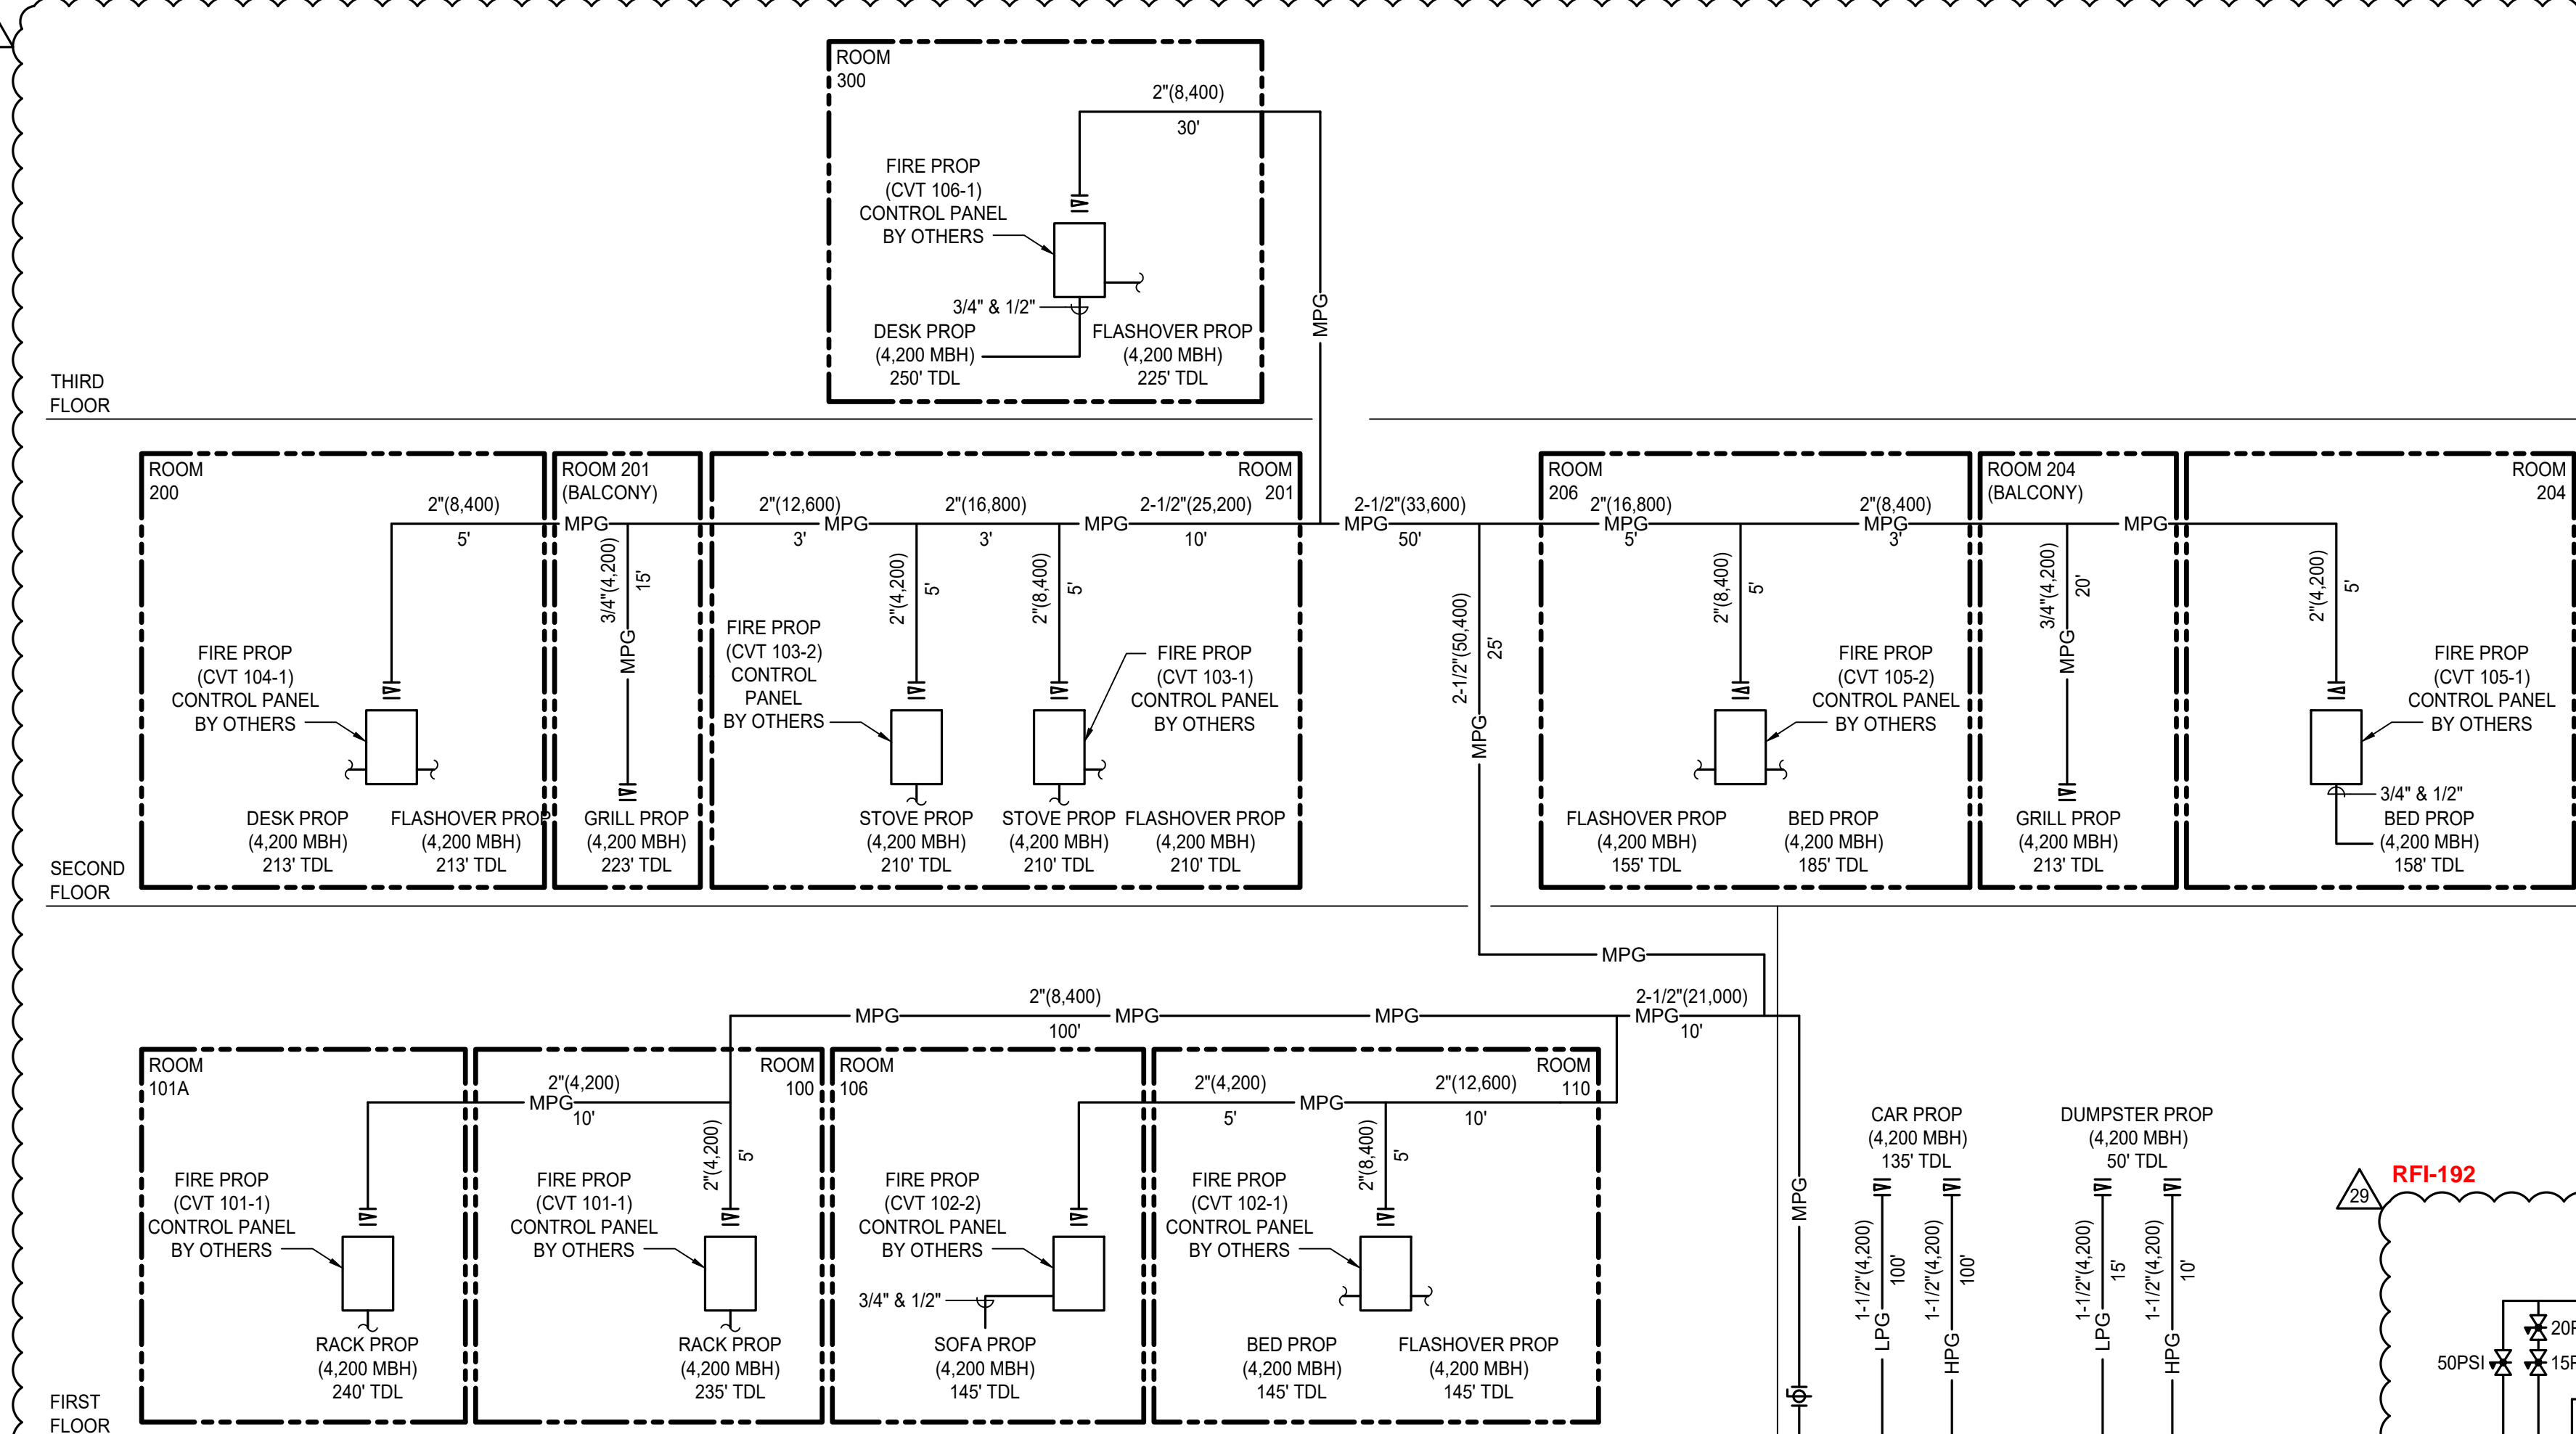 ROOM
300
2"(8,400)
30'
FIRE PROP
(CVT 106-1)
CONTROL PANEL
BY OTHERS
3/4" & 1/2"
DESK PROP
(4,200 MBH)
250' TDL
FLASHOVER PROP
(4,200 MBH)
225' TDL
MPG
THIRD
FLOOR
ROOM
200
2"(8,400)
5'
FIRE PROP
(CVT 104-1)
CONTROL PANEL
BY OTHERS
DESK PROP
(4,200 MBH)
213' TDL
FLASHOVER PROP
(4,200 MBH)
213' TDL
ROOM 201
(BALCONY)
MPG
3/4"(4,200)
15'
MPG
GRILL PROP
(4,200 MBH)
223' TDL
ROOM
201
2"(12,600)
MPG
3'
2"(16,800)
3'
2-1/2"(25,200)
MPG
10'
2"(4,200)
5'
2"(8,400)
5'
FIRE PROP
(CVT 103-2)
CONTROL
PANEL
BY OTHERS
FIRE PROP
(CVT 103-1)
CONTROL PANEL
BY OTHERS
STOVE PROP
(4,200 MBH)
210' TDL
STOVE PROP
(4,200 MBH)
210' TDL
FLASHOVER PROP
(4,200 MBH)
210' TDL
2-1/2"(33,600)
MPG
50'
2-1/2"(50,400)
25'
MPG
ROOM
206
2"(16,800)
MPG
5'
2"(8,400)
MPG
3'
2"(8,400)
5'
FIRE PROP
(CVT 105-2)
CONTROL PANEL
BY OTHERS
FLASHOVER PROP
(4,200 MBH)
155' TDL
BED PROP
(4,200 MBH)
185' TDL
ROOM 204
(BALCONY)
MPG
3/4"(4,200)
20'
MPG
GRILL PROP
(4,200 MBH)
213' TDL
ROOM
204
2"(4,200)
5'
FIRE PROP
(CVT 105-1)
CONTROL PANEL
BY OTHERS
3/4" & 1/2"
BED PROP
(4,200 MBH)
158' TDL
SECOND
FLOOR
MPG
2"(8,400)
MPG
MPG
MPG
100'
2-1/2"(21,000)
MPG
10'
ROOM
101A
FIRE PROP
(CVT 101-1)
CONTROL PANEL
BY OTHERS
RACK PROP
(4,200 MBH)
240' TDL
ROOM
100
2"(4,200)
MPG
10'
2"(4,200)
5'
FIRE PROP
(CVT 101-1)
CONTROL PANEL
BY OTHERS
RACK PROP
(4,200 MBH)
235' TDL
ROOM
106
FIRE PROP
(CVT 102-2)
CONTROL PANEL
BY OTHERS
3/4" & 1/2"
SOFA PROP
(4,200 MBH)
145' TDL
ROOM
110
2"(4,200)
5'
MPG
2"(12,600)
10'
2"(8,400)
5'
FIRE PROP
(CVT 102-1)
CONTROL PANEL
BY OTHERS
BED PROP
(4,200 MBH)
145' TDL
FLASHOVER PROP
(4,200 MBH)
145' TDL
MPG
CAR PROP
(4,200 MBH)
135' TDL
1-1/2"(4,200)
100'
LPG
1-1/2"(4,200)
100'
HPG
DUMPSTER PROP
(4,200 MBH)
50' TDL
1-1/2"(4,200)
15'
LPG
1-1/2"(4,200)
10'
HPG
29
RFI-192
20P
50PSI
15P
FIRST
FLOOR